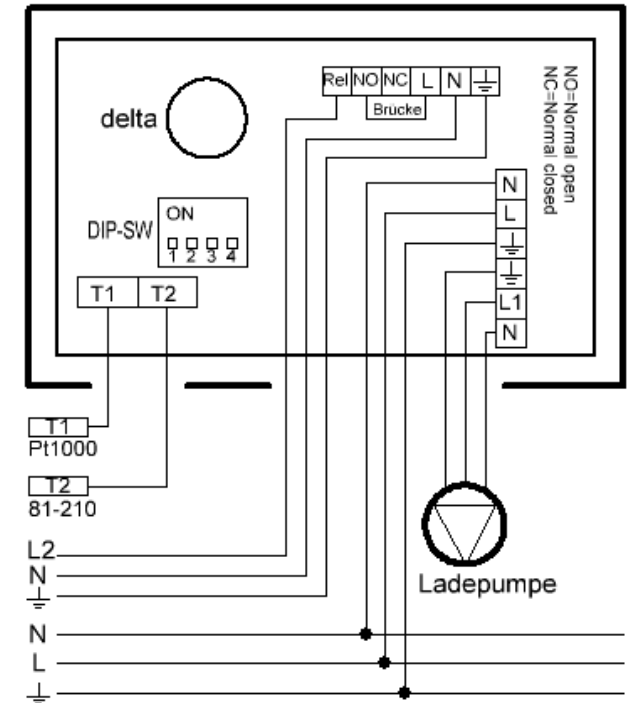 Rel NO NC L N
Brücke
NO=Normal open
NC=Normal closed
delta
DIP-SW
ON
1 2 3 4
T1 T2
N
L
L1
N
T1
Pt1000
T2
81-210
Ladepumpe
L2
N
N
L